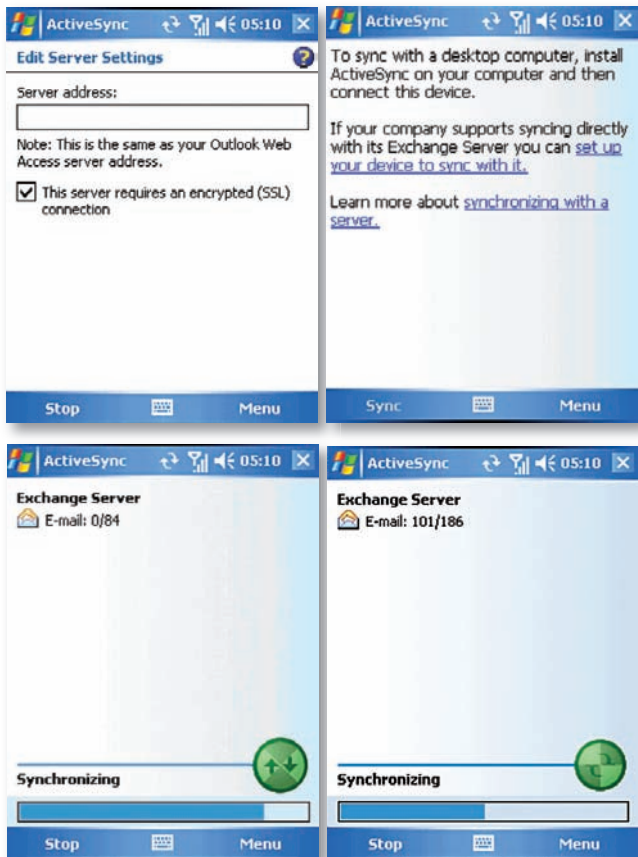 ActiveSync 05:10
Edit Server Settings
Server address:
Note: This is the same as your Outlook Web
Access server address.
This server requires an encrypted (SSL)
connection
Stop Menu
ActiveSync 05:10
To sync with a desktop computer, install
ActiveSync on your computer and then
connect this device.
If your company supports syncing directly
with its Exchange Server you can set up
your device to sync with it.
Learn more about synchronizing with a
server.
Sync Menu
ActiveSync 05:10
Exchange Server
E-mail: 0/84
Synchronizing
Stop Menu
ActiveSync 05:10
Exchange Server
E-mail: 101/186
Synchronizing
Stop Menu